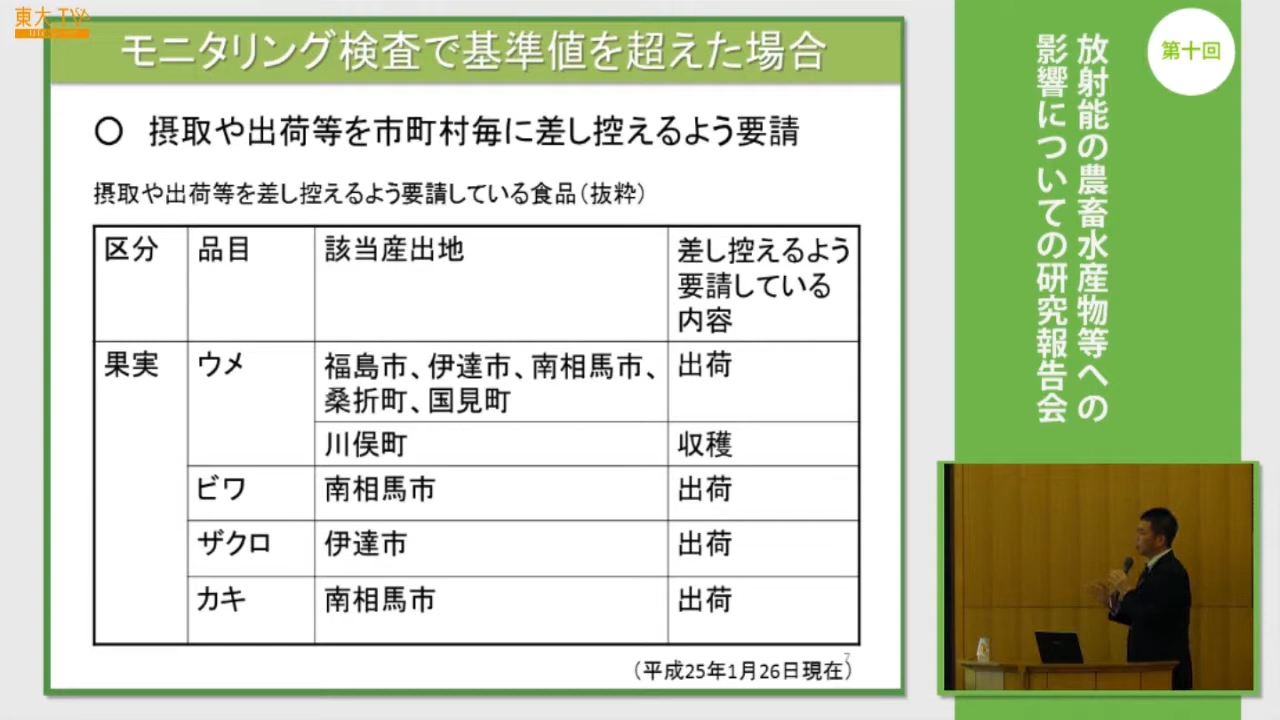 東大TV
モニタリング検査で基準値を超えた場合
○ 摂取や出荷等を市町村毎に差し控えるよう要請
摂取や出荷等を差し控えるよう要請している食品（抜粋）
区分 品目 該当産出地 差し控えるよう
要請している
内容
果実 ウメ 福島市、伊達市、南相馬市、 出荷
桑折町、国見町
川俣町 収穫
ビワ 南相馬市 出荷
ザクロ 伊達市 出荷
カキ 南相馬市 出荷
7
（平成25年1月26日現在）
第十回
放射能の農畜水産物等への
影響についての研究報告会